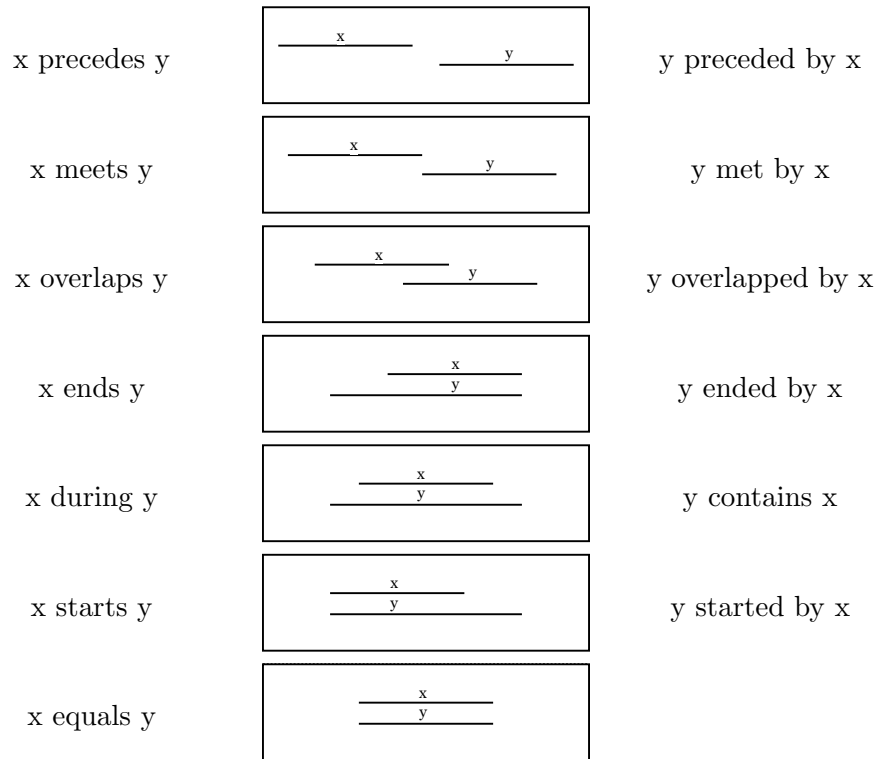 x precedes y
x
y
y preceded by x
x meets y
x
y
y met by x
x overlaps y
x
y
y overlapped by x
x ends y
x
y
y ended by x
x during y
x
y
y contains x
x starts y
x
y
y started by x
x equals y
x
y